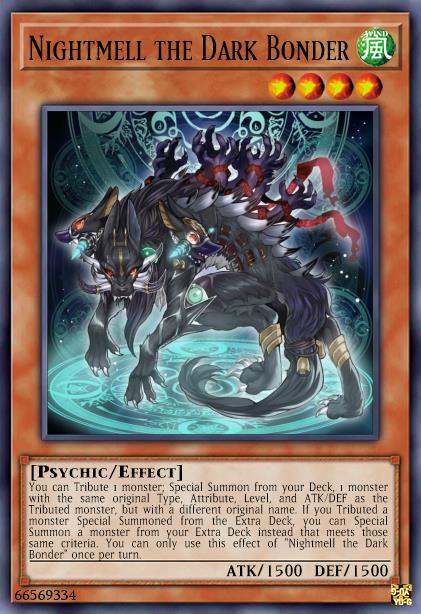 Nightmell the Dark Bonder
WIND
風
[Psychic/Effect]
You can Tribute 1 monster; Special Summon from your Deck, 1 monster
with the same original Type, Attribute, Level, and ATK/DEF as the
Tributed monster, but with a different original name. If you Tributed a
monster Special Summoned from the Extra Deck, you can Special
Summon a monster from your Extra Deck instead that meets those
same criteria. You can only use this effect of "Nightmell the Dark
Bonder" once per turn.
ATK/1500 DEF/1500
66569334